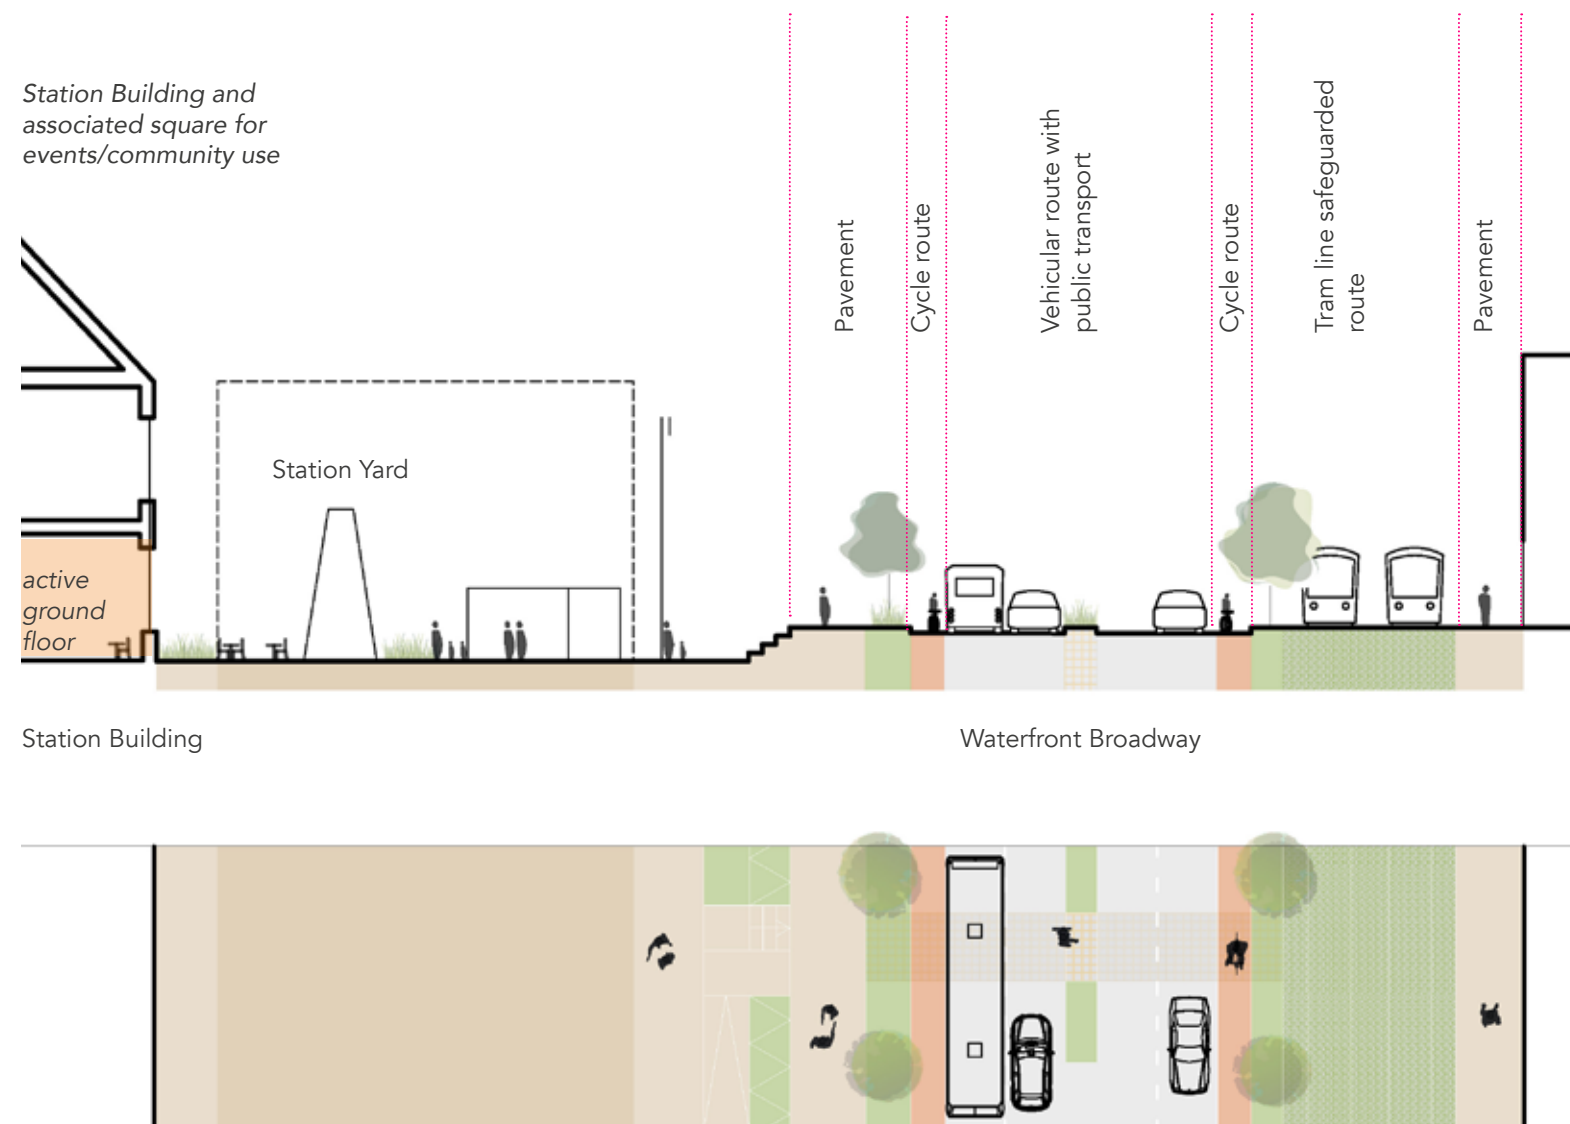 Station Building and
associated square for
events/community use
Pavement
Cycle route
Vehicular route with
public transport
Cycle route
Tram line safeguarded
route
Pavement
Station Yard
active
ground
floor
Station Building
Waterfront Broadway